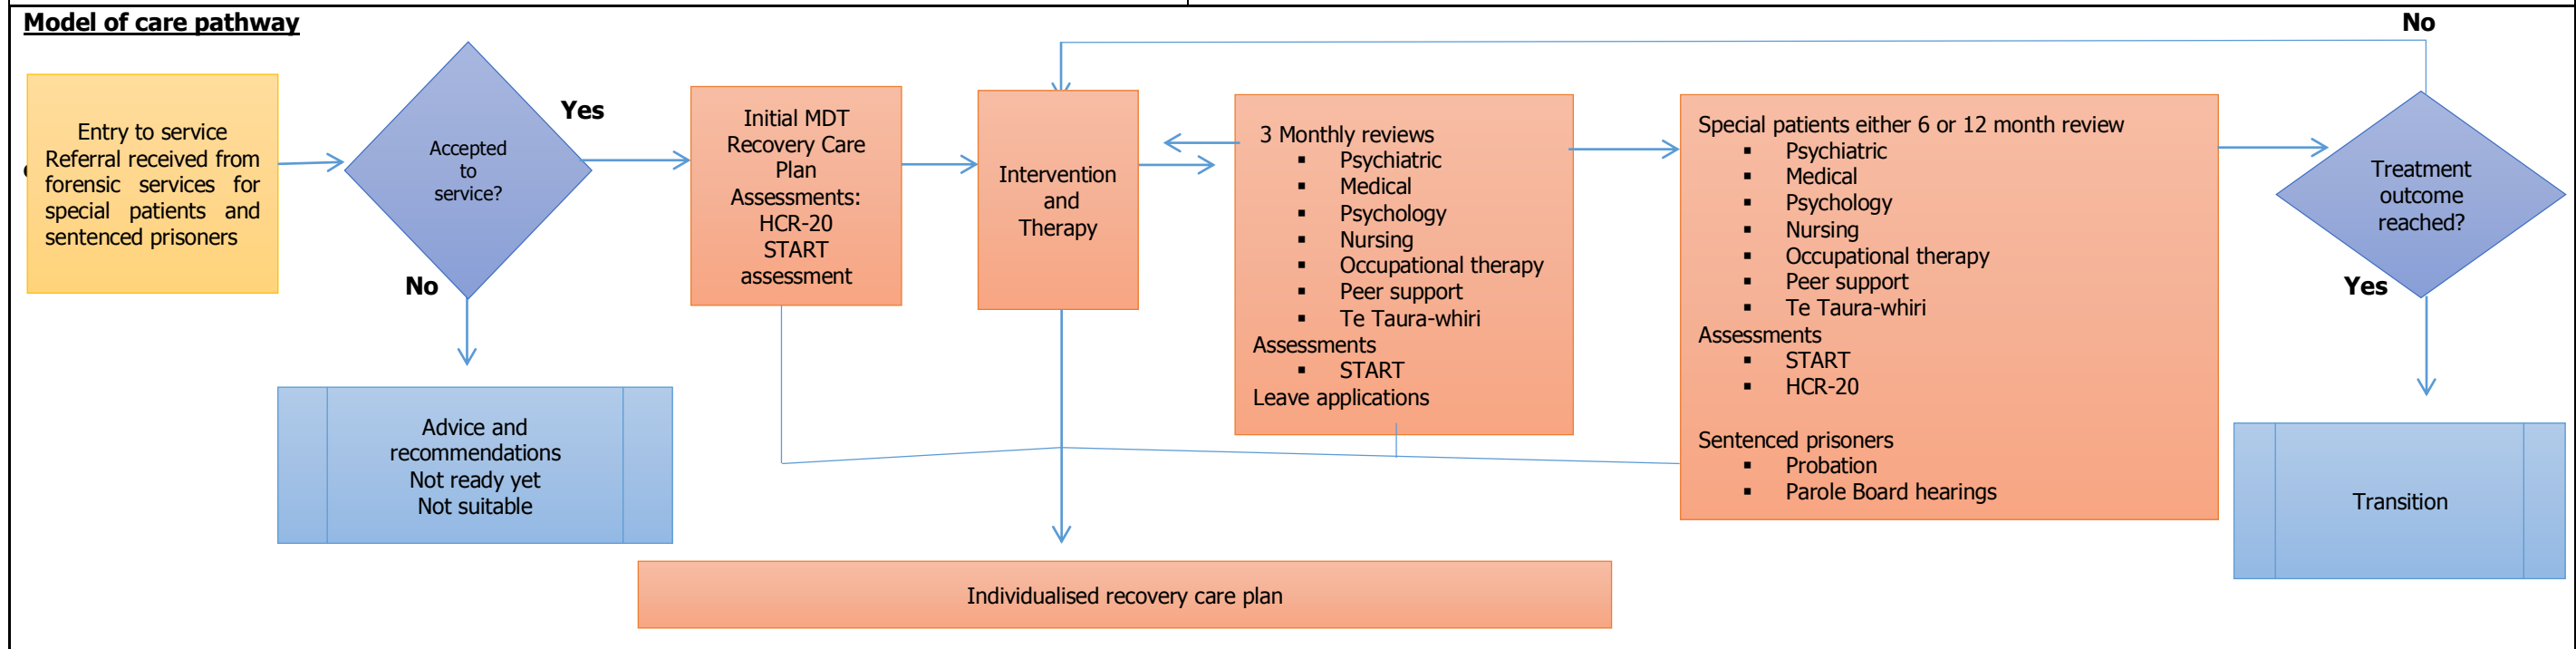 Model of care pathway
Entry to service
Referral received from
forensic services for
special patients and
sentenced prisoners
Accepted
to
service?
Yes
No
Advice and
recommendations
Not ready yet
Not suitable
Initial MDT
Recovery Care
Plan
Assessments:
HCR-20
START
assessment
Intervention
and
Therapy
3 Monthly reviews
▪ Psychiatric
▪ Medical
▪ Psychology
▪ Nursing
▪ Occupational therapy
▪ Peer support
▪ Te Taura-whiri
Assessments
▪ START
Leave applications
Special patients either 6 or 12 month review
▪ Psychiatric
▪ Medical
▪ Psychology
▪ Nursing
▪ Occupational therapy
▪ Peer support
▪ Te Taura-whiri
Assessments
▪ START
▪ HCR-20
Sentenced prisoners
▪ Probation
▪ Parole Board hearings
No
Treatment
outcome
reached?
Yes
Transition
Individualised recovery care plan